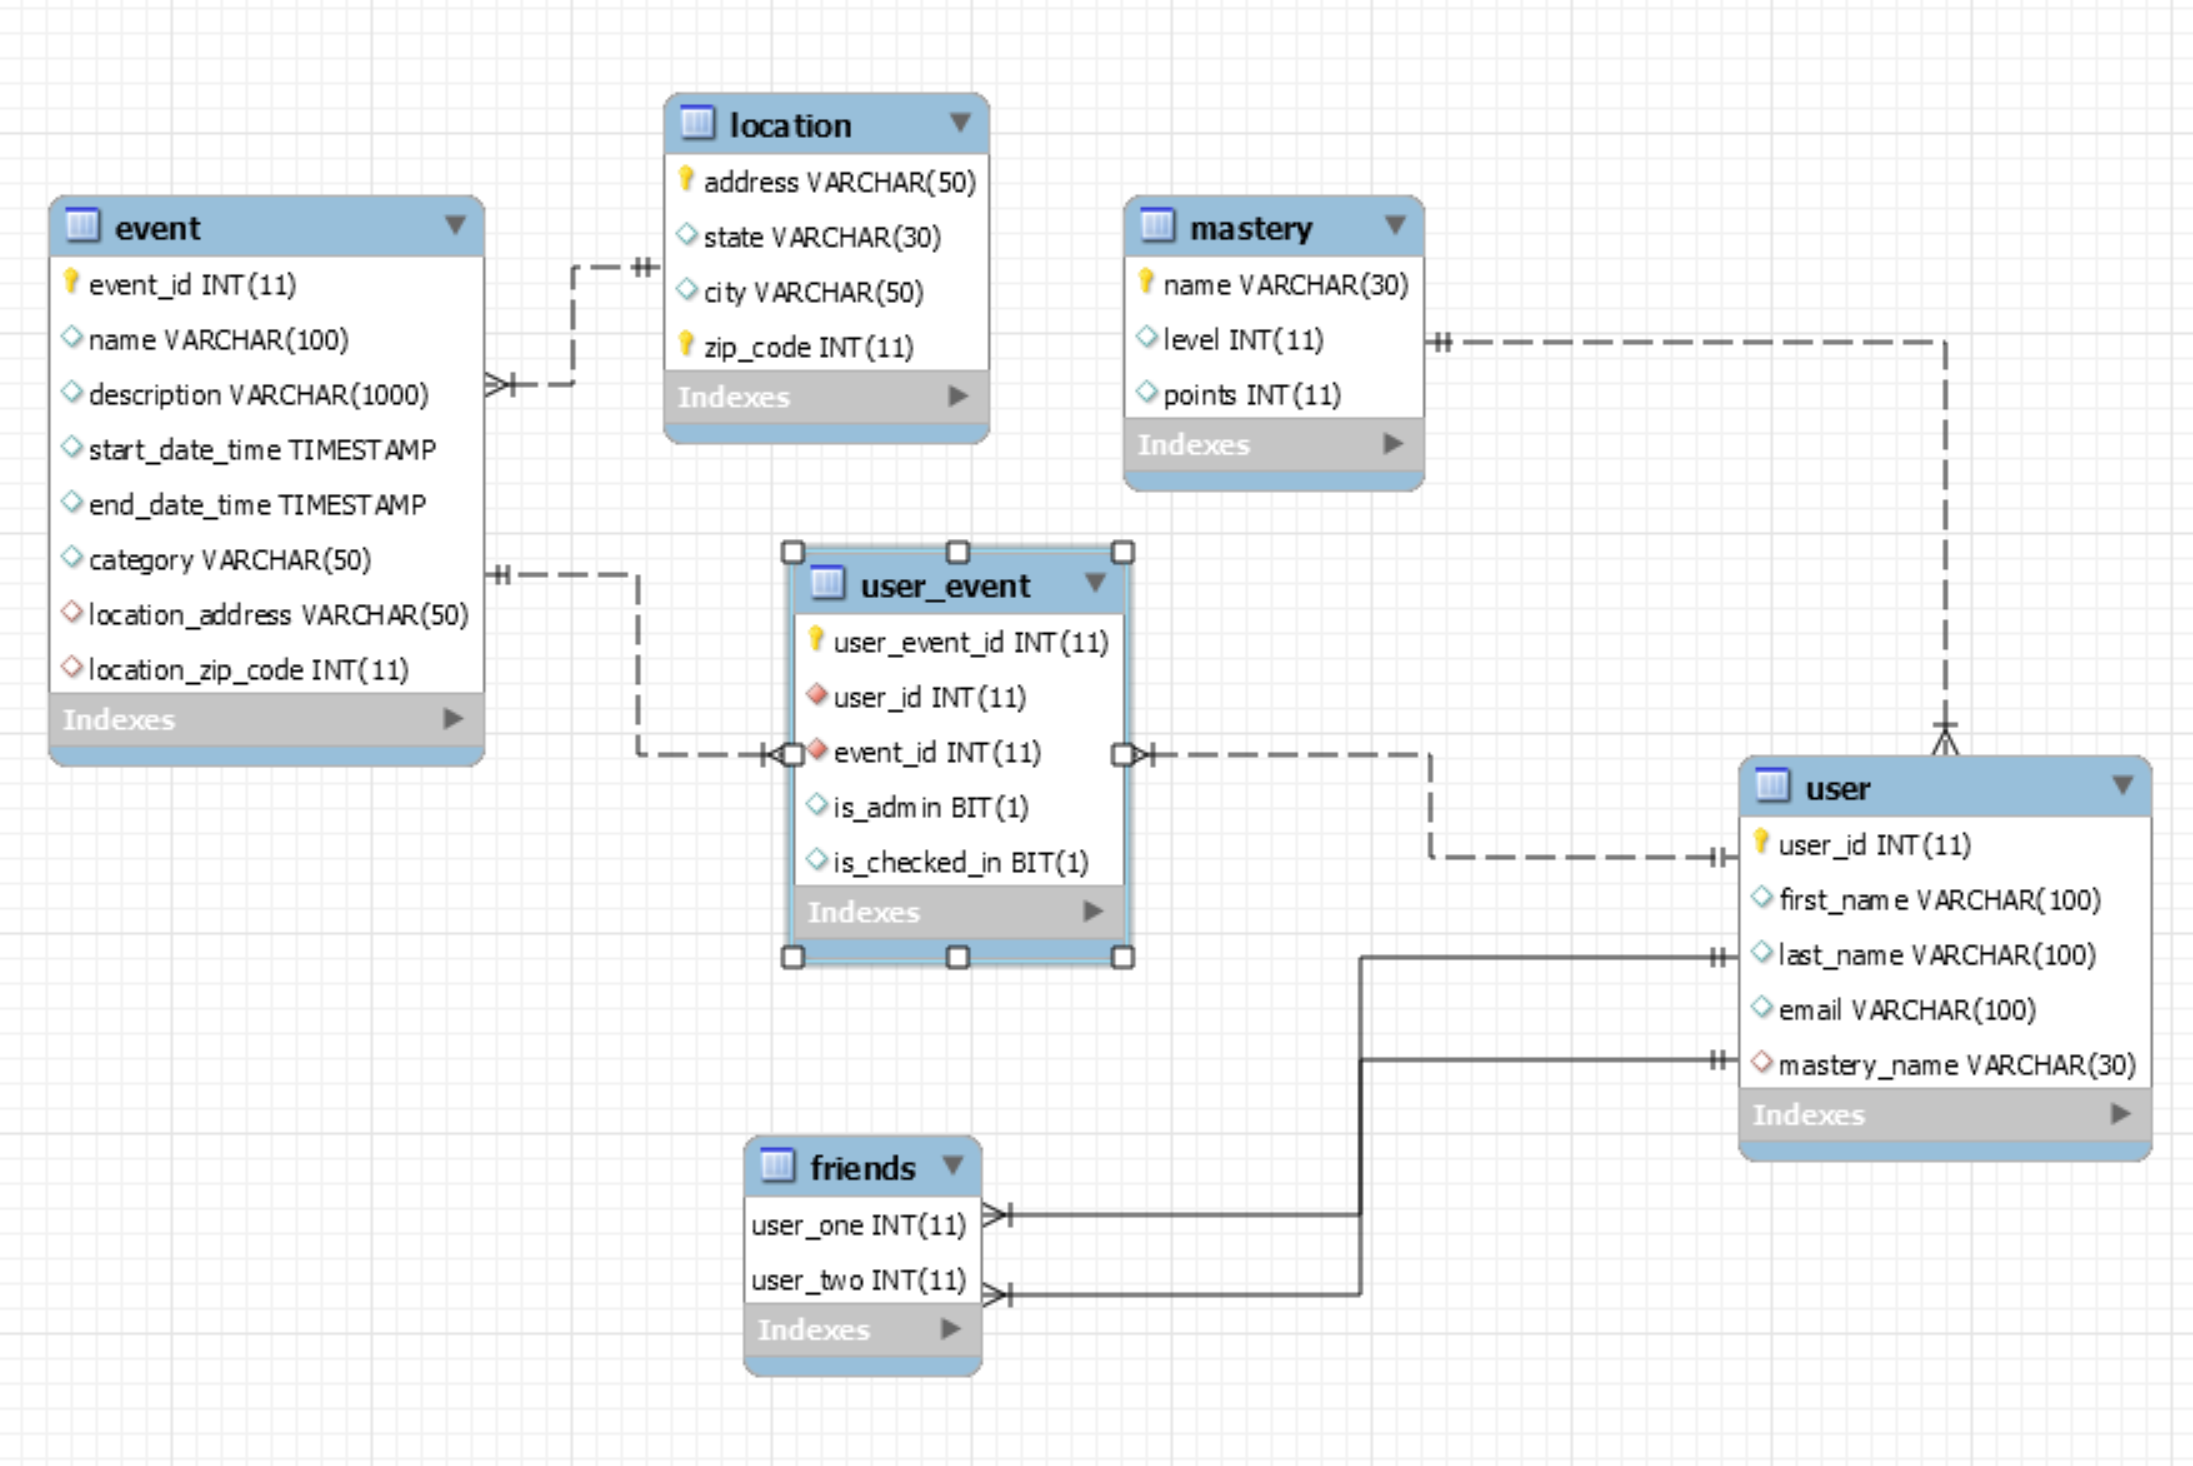 location
address VARCHAR(50)
state VARCHAR(30)
city VARCHAR(50)
zip_code INT(11)
Indexes
event
event_id INT(11)
name VARCHAR(100)
description VARCHAR(1000)
start_date_time TIMESTAMP
end_date_time TIMESTAMP
category VARCHAR(50)
location_address VARCHAR(50)
location_zip_code INT(11)
Indexes
mastery
name VARCHAR(30)
level INT(11)
points INT(11)
Indexes
user_event
user_event_id INT(11)
user_id INT(11)
event_id INT(11)
is_admin BIT(1)
is_checked_in BIT(1)
Indexes
user
user_id INT(11)
first_name VARCHAR(100)
last_name VARCHAR(100)
email VARCHAR(100)
mastery_name VARCHAR(30)
Indexes
friends
user_one INT(11)
user_two INT(11)
Indexes